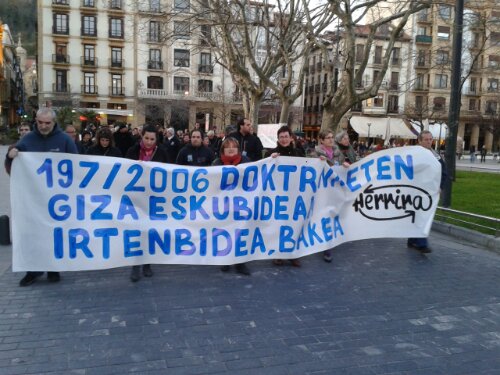 197/2006 DOKTRINA ETEN
GIZA ESKUBIDEAK
IRTENBIDEA, BAKEA
Herrira